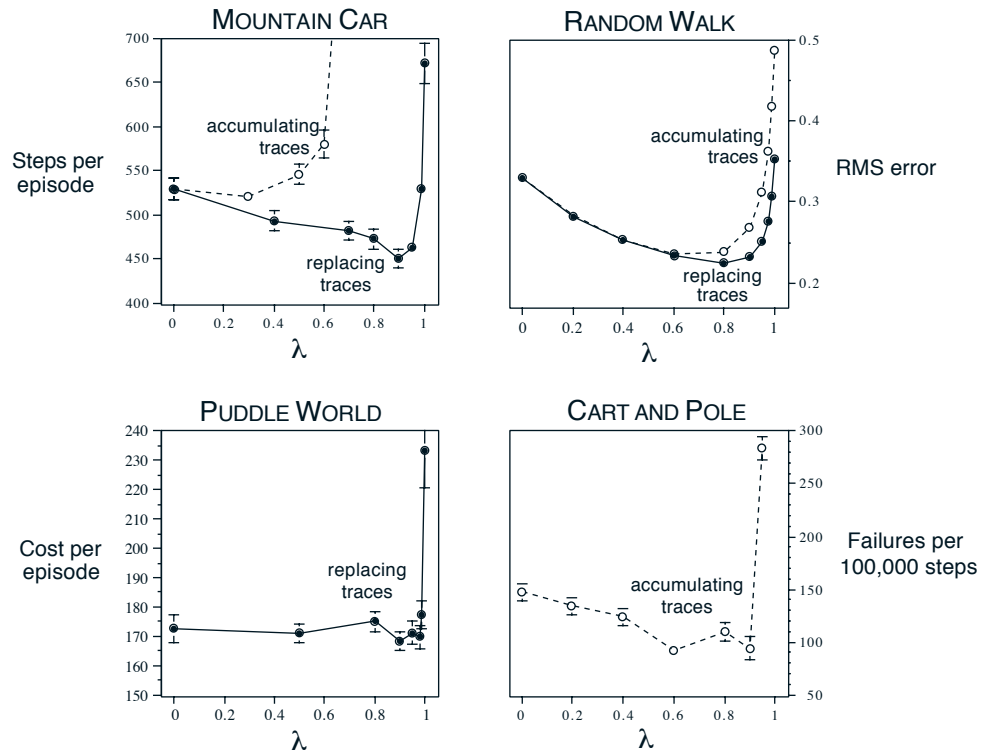 MOUNTAIN CAR
700
650
600
550
500
450
400
Steps per
episode
accumulating
traces
replacing
traces
0
0.2
0.4
0.6
0.8
1
λ
RANDOM WALK
0.5
0.4
0.3
0.2
RMS error
accumulating
traces
replacing
traces
0
0.2
0.4
0.6
0.8
1
λ
PUDDLE WORLD
240
230
220
210
200
190
180
170
160
150
Cost per
episode
replacing
traces
0
0.2
0.4
0.6
0.8
1
λ
CART AND POLE
300
250
200
150
100
50
Failures per
100,000 steps
accumulating
traces
0
0.2
0.4
0.6
0.8
1
λ